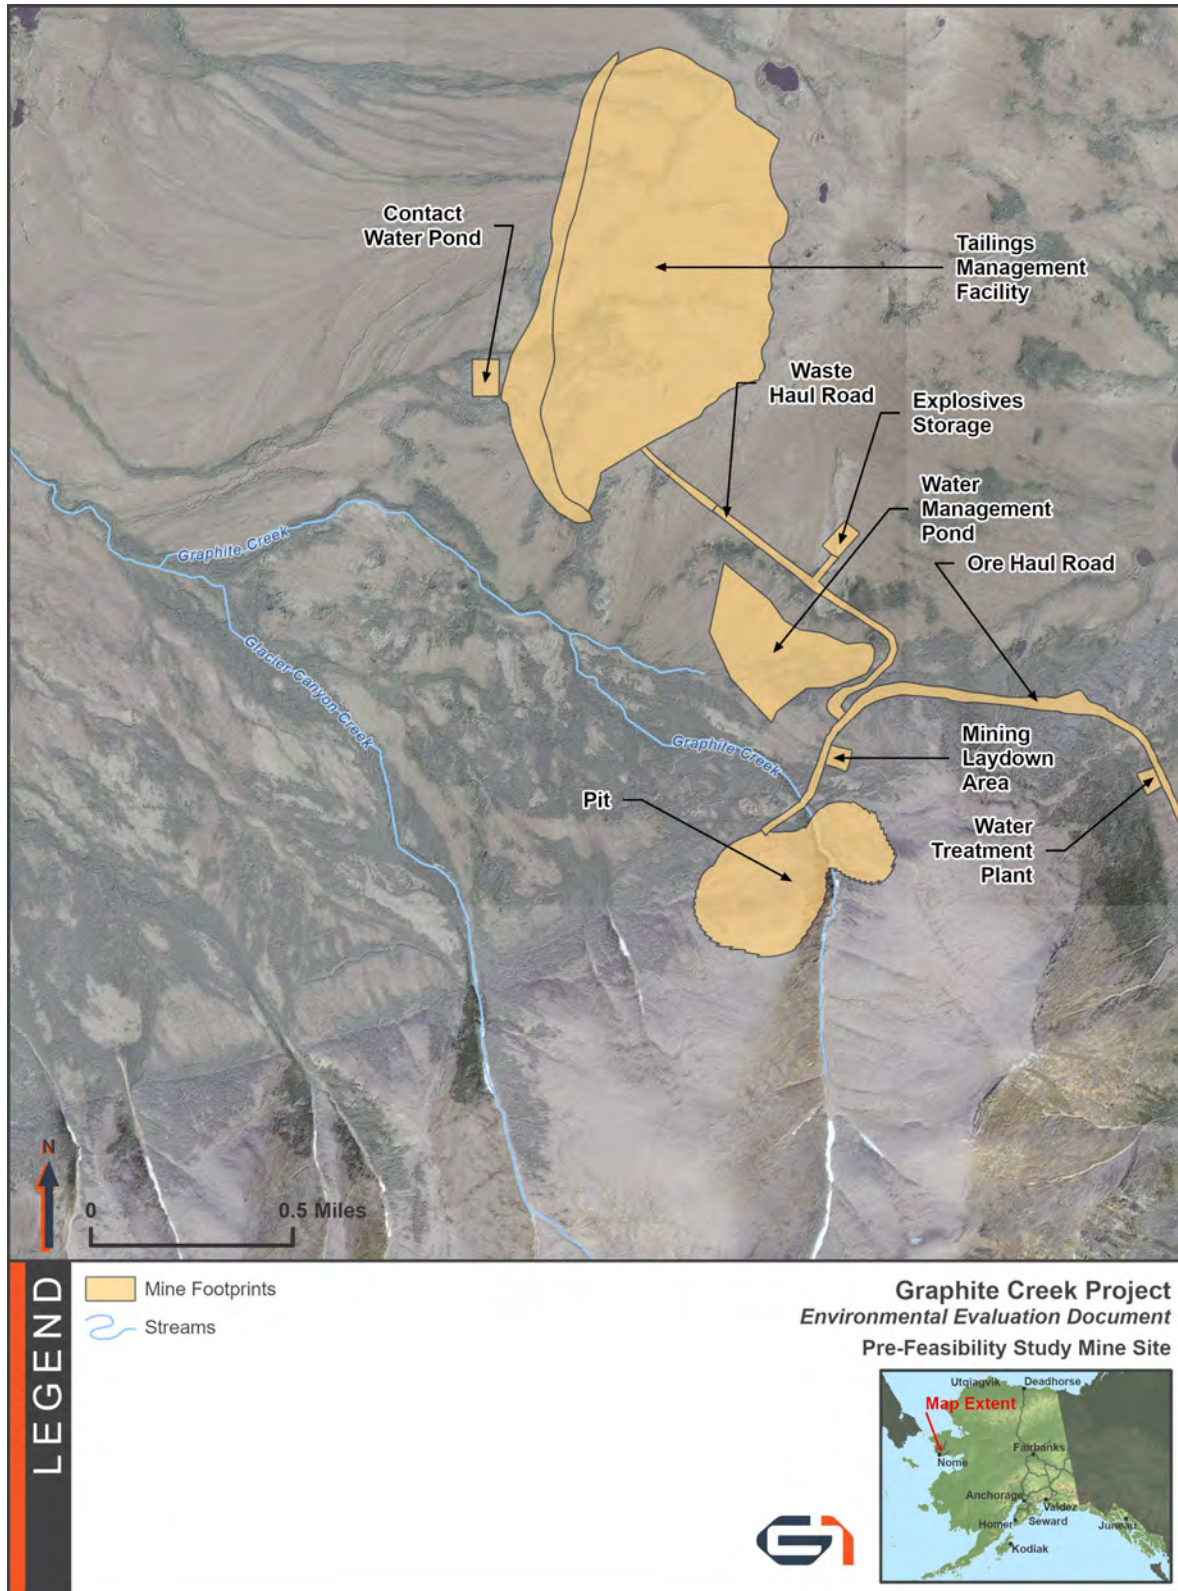 Contact
Water Pond
Tailings
Management
Facility
Waste
Haul Road
Explosives
Storage
Water
Management
Pond
Ore Haul Road
Graphite Creek
Glacier Canyon Creek
Graphite Creek
Mining
Laydown
Area
Pit
Water
Treatment
Plant
N
0
0.5 Miles
LEGEND
Mine Footprints
Streams
Graphite Creek Project
Environmental Evaluation Document
Pre-Feasibility Study Mine Site
Utqiagvik
Deadhorse
Map Extent
Fairbanks
Nome
Anchorage
Valdez
Homer
Seward
Juneau
Kodiak
G1